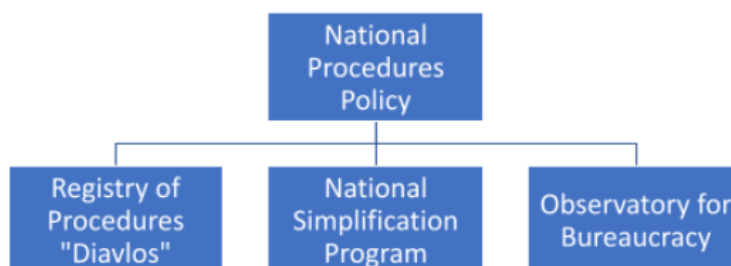 National
Procedures
Policy
Registry of
Procedures
"Diavlos"
National
Simplification
Program
Observatory for
Bureaucracy